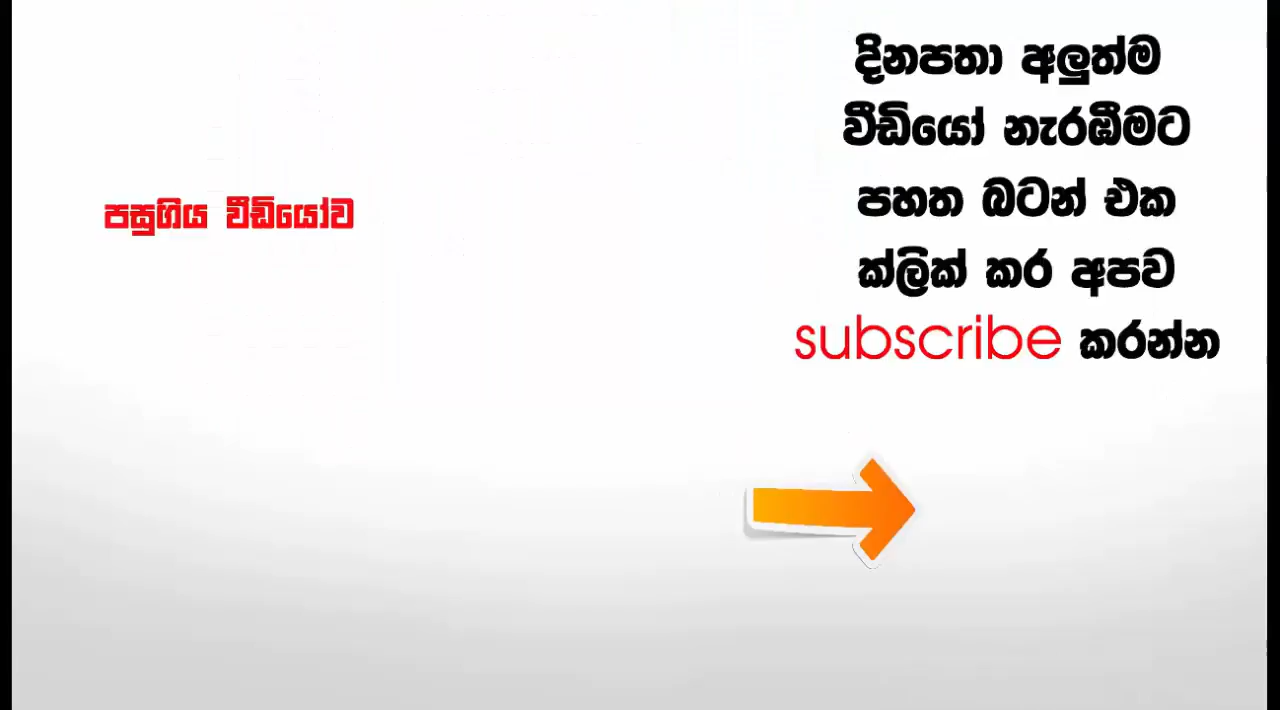 දිනපතා අලුත්ම
වීඩියෝ නැරඹීමට
පහත බටන් එක
ක්ලික් කර අපව
subscribe කරන්න
පසුගිය වීඩියෝව